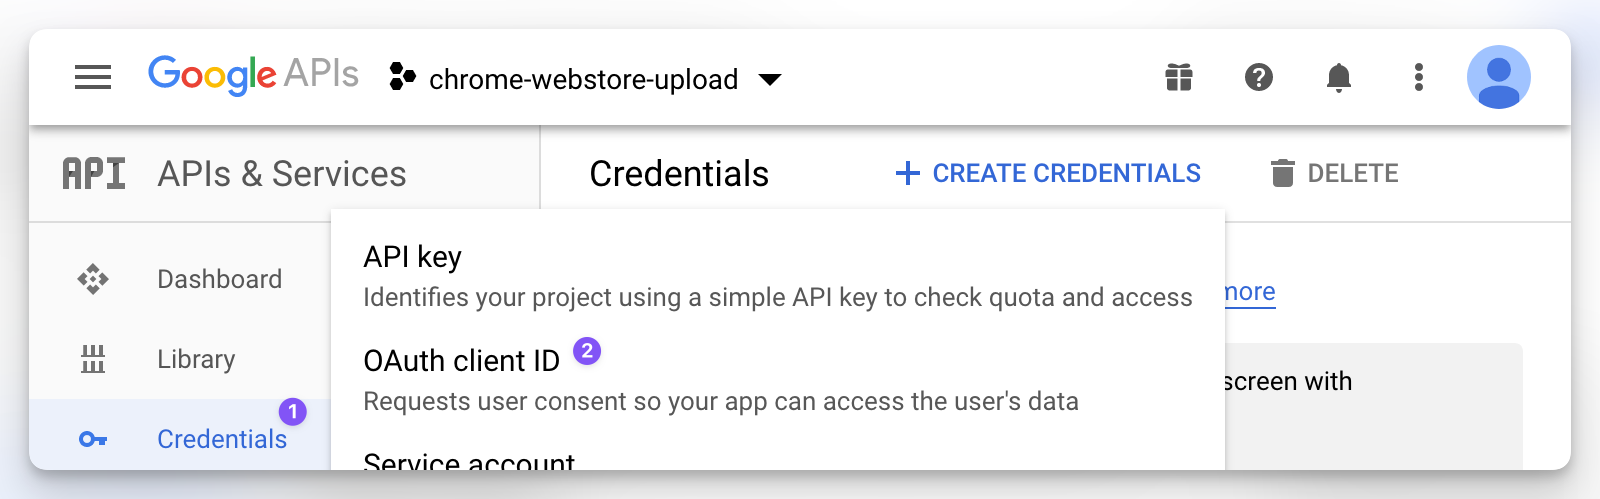 Google APIs chrome-webstore-upload
API APIs & Services
Credentials + CREATE CREDENTIALS DELETE
Dashboard
Library
Credentials 1
API key
Identifies your project using a simple API key to check quota and access
OAuth client ID 2
Requests user consent so your app can access the user's data
Service account
more
screen with